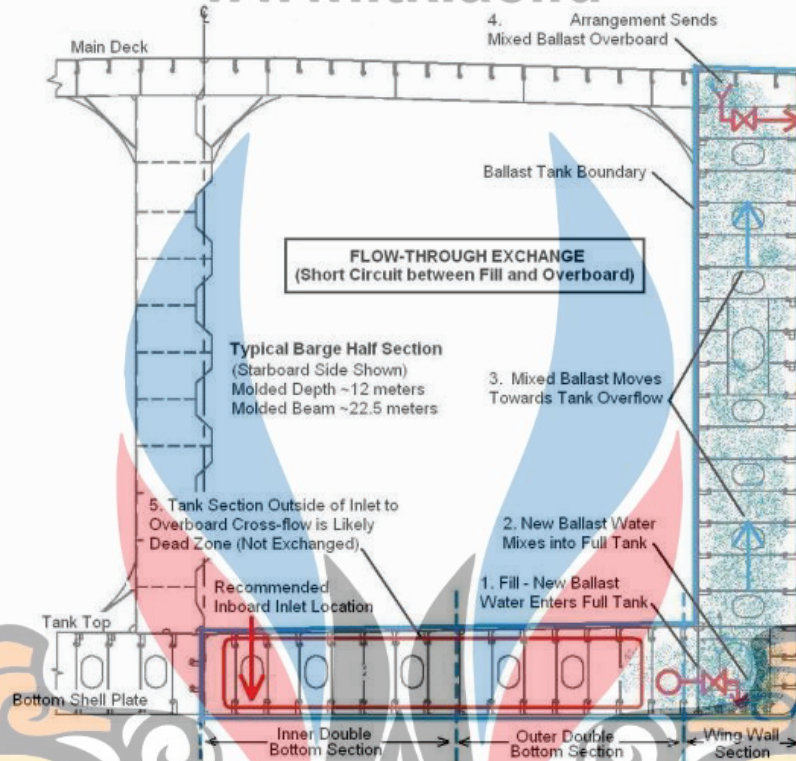 4. Arrangement Sends
Mixed Ballast Overboard
Main Deck
Ballast Tank Boundary
FLOW-THROUGH EXCHANGE
(Short Circuit between Fill and Overboard)
Typical Barge Half Section
(Starboard Side Shown)
Molded Depth ~12 meters
Molded Beam ~22.5 meters
3. Mixed Ballast Moves
Towards Tank Overflow
5. Tank Section Outside of Inlet to
Overboard Cross-flow is Likely
Dead Zone (Not Exchanged)
2. New Ballast Water
Mixes into Full Tank
Recommended
Inboard Inlet Location
1. Fill - New Ballast
Water Enters Full Tank
Tank Top
Bottom Shell Plate
Inner Double
Bottom Section
Outer Double
Bottom Section
Wing Wall
Section